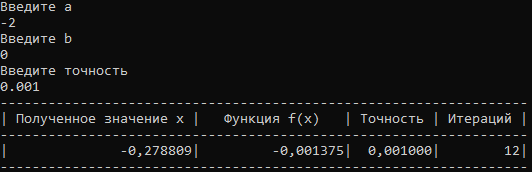 Введите a
-2
Введите b
0
Введите точность
0.001
| Полученное значение x | Функция f(x) | Точность | Итераций |
| -0,278809| -0,001375| 0,001000| 12|